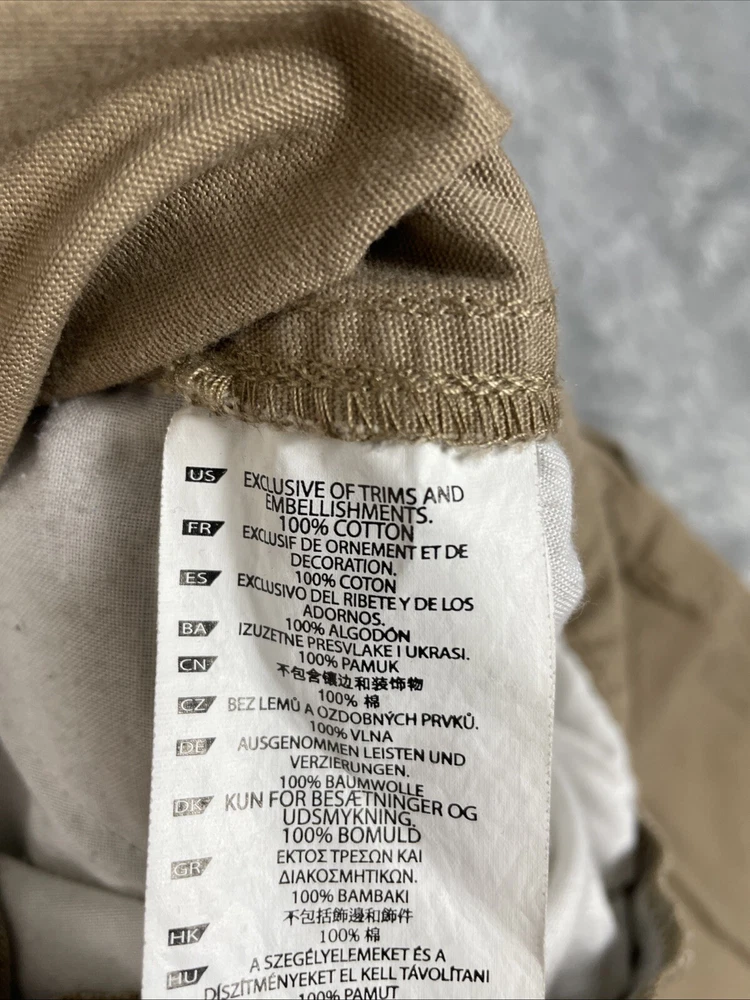 US EXCLUSIVE OF TRIMS AND
EMBELLISHMENTS.
100% COTTON
FR EXCLUSIF DE ORNEMENT ET DE
DECORATION.
100% COTON
ES EXCLUSIVO DEL RIBETE Y DE LOS
ADORNOS.
100% ALGODÓN
BA IZUZETNE PRESVLAKE I UKRASI.
100% PAMUK
CN 不包含镶边和装饰物
100% 棉
CZ BEZ LEMŮ A OZDOBNÝCH PRVKŮ.
100% VLNA
DE AUSGENOMMEN LEISTEN UND
VERZIERUNGEN.
100% BAUMWOLLE
DK KUN FOR BESÆTNINGER OG
UDSMYKNING.
100% BOMULD
GR ΕΚΤΟΣ ΤΡΕΣΩΝ ΚΑΙ
ΔΙΑΚΟΣΜΗΤΙΚΩΝ.
100% ΒΑΜΒΑΚΙ
不包括飾邊和飾件
HK 100% 棉
HU A SZEGÉLYELEMEKET ÉS A
DÍSZÍTMÉNYEKET EL KELL TÁVOLÍTANI
100% PAMUT